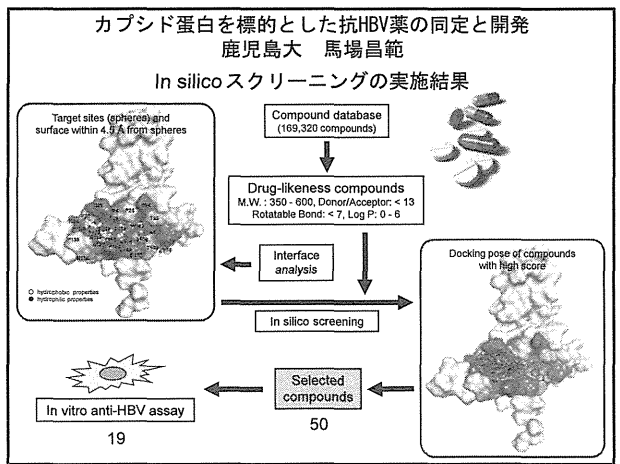 カプシド蛋白を標的とした抗HBV薬の同定と開発
鹿児島大　馬場昌範
In silicoスクリーニングの実施結果
Target sites (spheres) and
surface within 4.5 Å from spheres
hydrophobic properties
hydrophilic properties
Compound database
(169,320 compounds)
Drug-likeness compounds
M.W. : 350 - 600, Donor/Acceptor: < 13
Rotatable Bond: < 7, Log P: 0 - 6
Interface
analysis
In silico screening
Docking pose of compounds
with high score
Selected
compounds
50
In vitro anti-HBV assay
19